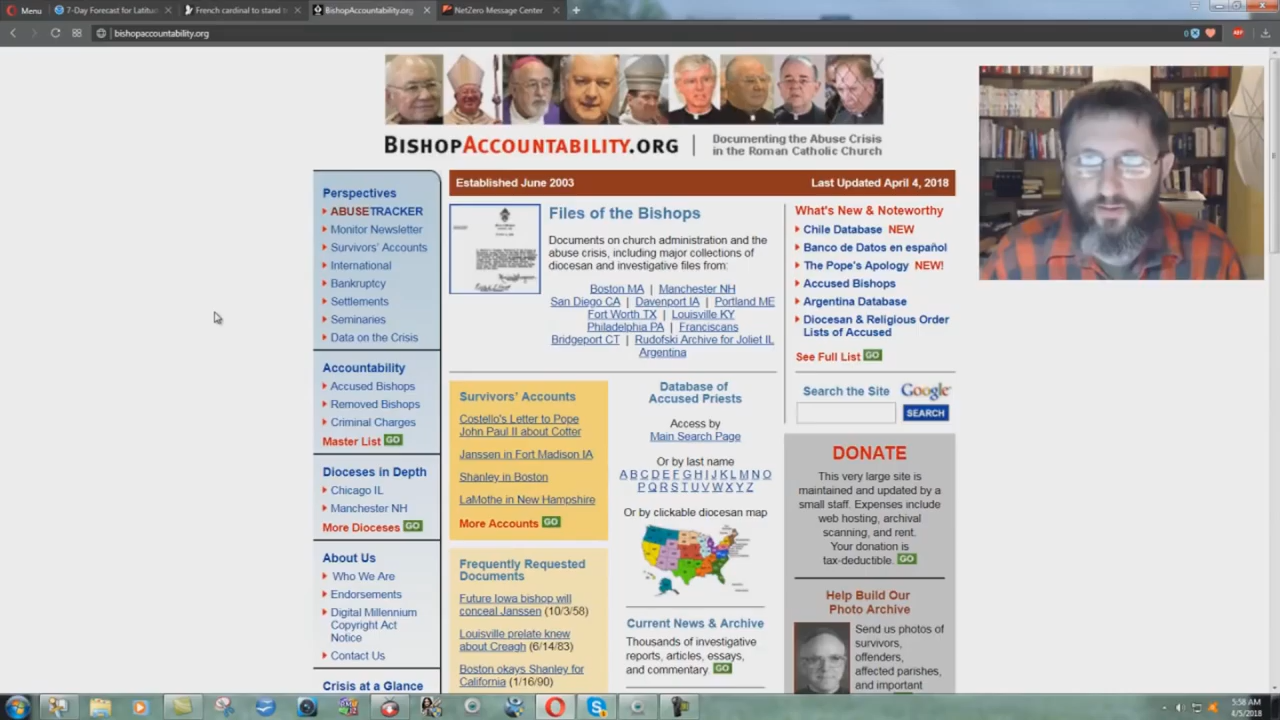 Menu
7-Day Forecast for Latitud
French cardinal to stand t
BishopAccountability.org
NetZero Message Center
bishopaccountability.org
0
ABP
BISHOPACCOUNTABILITY.ORG
Documenting the Abuse Crisis
in the Roman Catholic Church
Established June 2003
Last Updated April 4, 2018
Perspectives
ABUSETRACKER
Monitor Newsletter
Survivors' Accounts
International
Bankruptcy
Settlements
Seminaries
Data on the Crisis
Accountability
Accused Bishops
Removed Bishops
Criminal Charges
Master List GO
Dioceses in Depth
Chicago IL
Manchester NH
More Dioceses GO
About Us
Who We Are
Endorsements
Digital Millennium
Copyright Act
Notice
Contact Us
Crisis at a Glance
Files of the Bishops
Documents on church administration and the
abuse crisis, including major collections of
diocesan and investigative files from:
Boston MA | Manchester NH
San Diego CA | Davenport IA | Portland ME
Fort Worth TX | Louisville KY
Philadelphia PA | Franciscans
Bridgeport CT | Rudofski Archive for Joliet IL
Argentina
Survivors' Accounts
Costello's Letter to Pope
John Paul II about Cotter
Janssen in Fort Madison IA
Shanley in Boston
LaMothe in New Hampshire
More Accounts GO
Frequently Requested
Documents
Future Iowa bishop will
conceal Janssen (10/3/58)
Louisville prelate knew
about Creagh (6/14/83)
Boston okays Shanley for
California (1/16/90)
Database of
Accused Priests
Access by
Main Search Page
Or by last name
A B C D E F G H I J K L M N O
P Q R S T U V W X Y Z
Or by clickable diocesan map
Current News & Archive
Thousands of investigative
reports, articles, essays,
and commentary. GO
What's New & Noteworthy
Chile Database NEW
Banco de Datos en español
The Pope's Apology NEW!
Accused Bishops
Argentina Database
Diocesan & Religious Order
Lists of Accused
See Full List GO
Search the Site Google
SEARCH
DONATE
This very large site is
maintained and updated by a
small staff. Expenses include
web hosting, archival
scanning, and rent.
Your donation is
tax-deductible. GO
Help Build Our
Photo Archive
Send us photos of
survivors,
offenders,
affected parishes,
and important
5:58 AM
4/5/2018